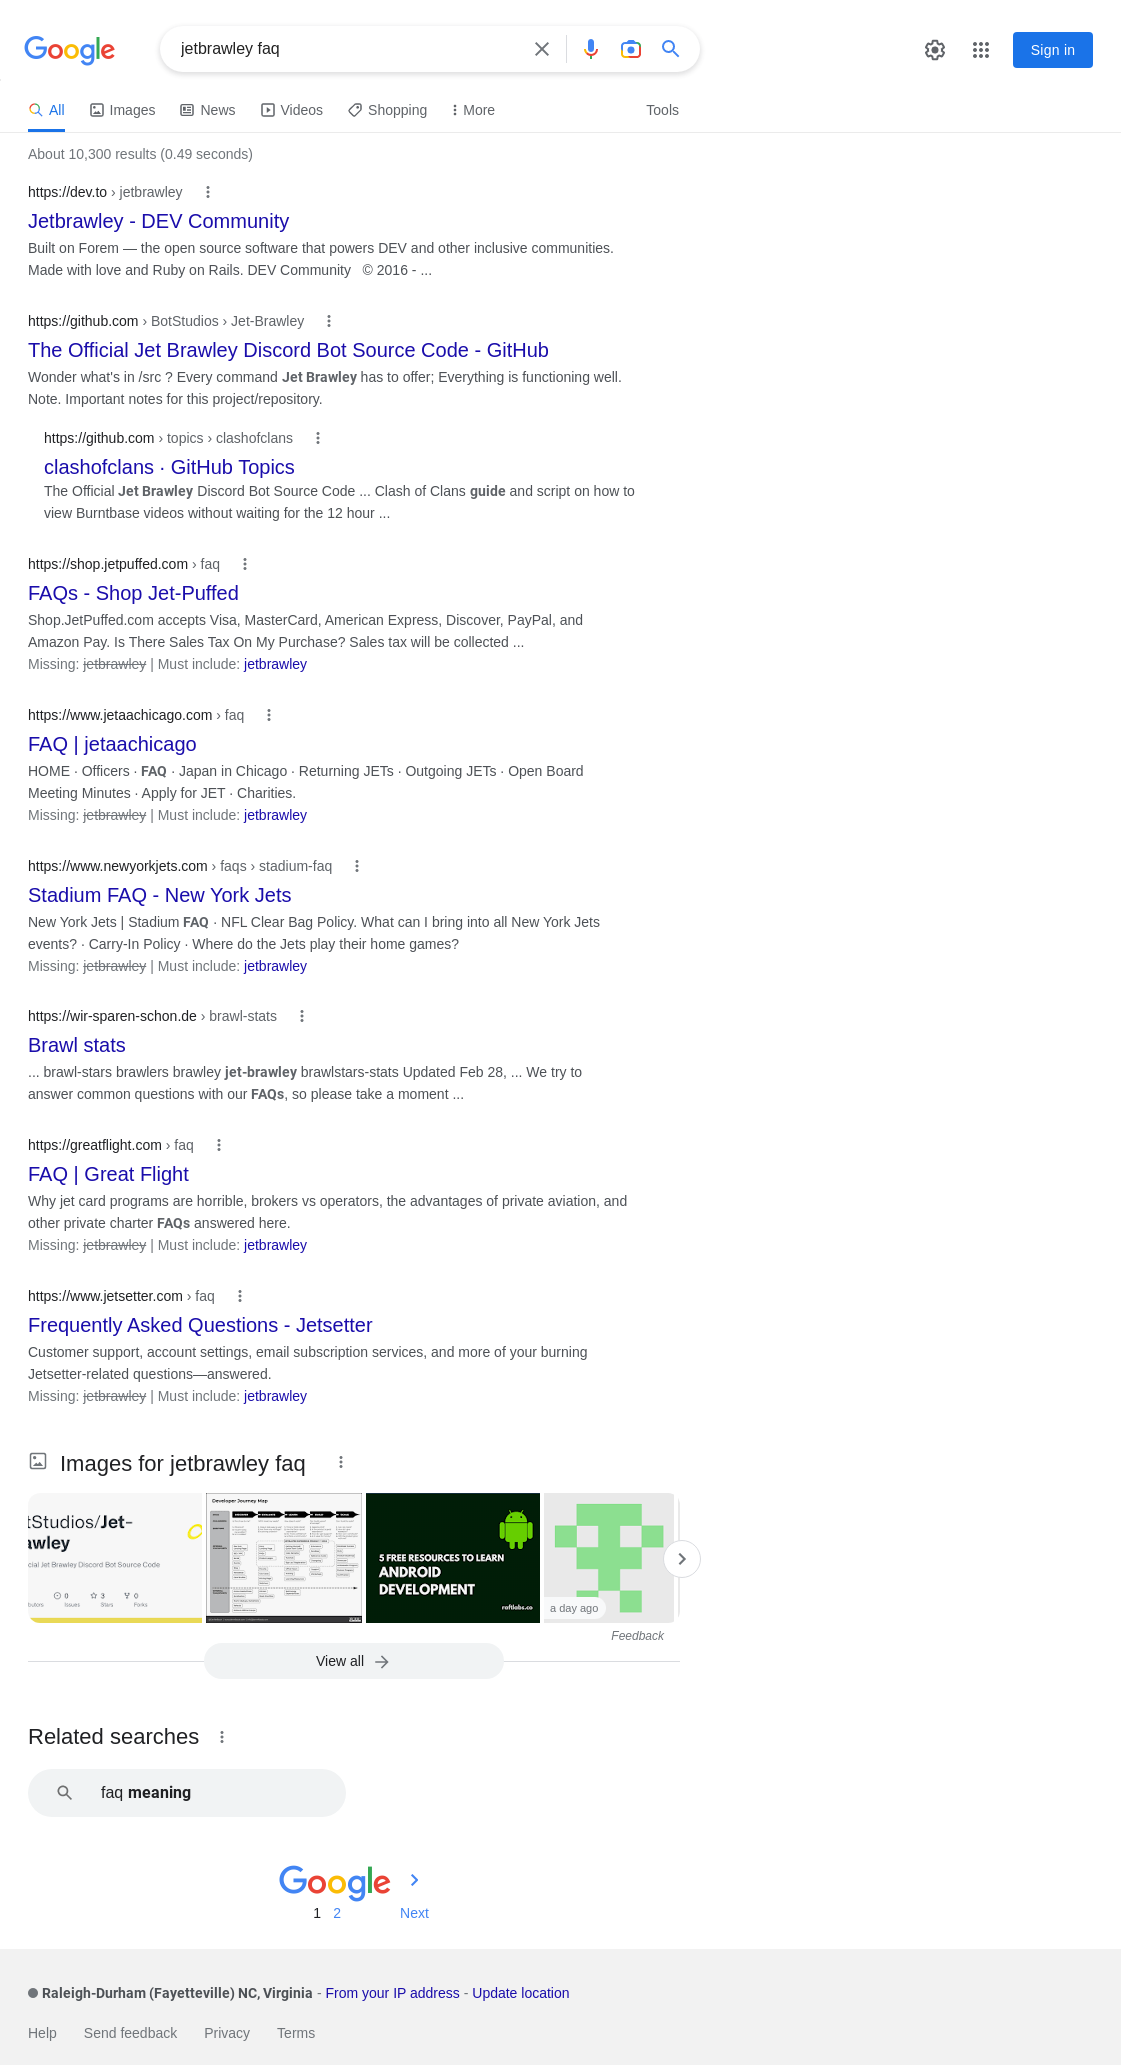 Google
jetbrawley faq
Sign in
All
Images
News
Videos
Shopping
More
Tools
About 10,300 results (0.49 seconds)
https://dev.to › jetbrawley
Jetbrawley - DEV Community
Built on Forem — the open source software that powers DEV and other inclusive communities.
Made with love and Ruby on Rails. DEV Community © 2016 - ...
https://github.com › BotStudios › Jet-Brawley
The Official Jet Brawley Discord Bot Source Code - GitHub
Wonder what's in /src ? Every command Jet Brawley has to offer; Everything is functioning well.
Note. Important notes for this project/repository.
https://github.com › topics › clashofclans
clashofclans · GitHub Topics
The Official Jet Brawley Discord Bot Source Code ... Clash of Clans guide and script on how to
view Burntbase videos without waiting for the 12 hour ...
https://shop.jetpuffed.com › faq
FAQs - Shop Jet-Puffed
Shop.JetPuffed.com accepts Visa, MasterCard, American Express, Discover, PayPal, and
Amazon Pay. Is There Sales Tax On My Purchase? Sales tax will be collected ...
Missing: jetbrawley | Must include: jetbrawley
https://www.jetaachicago.com › faq
FAQ | jetaachicago
HOME · Officers · FAQ · Japan in Chicago · Returning JETs · Outgoing JETs · Open Board
Meeting Minutes · Apply for JET · Charities.
Missing: jetbrawley | Must include: jetbrawley
https://www.newyorkjets.com › faqs › stadium-faq
Stadium FAQ - New York Jets
New York Jets | Stadium FAQ · NFL Clear Bag Policy. What can I bring into all New York Jets
events? · Carry-In Policy · Where do the Jets play their home games?
Missing: jetbrawley | Must include: jetbrawley
https://wir-sparen-schon.de › brawl-stats
Brawl stats
... brawl-stars brawlers brawley jet-brawley brawlstars-stats Updated Feb 28, ... We try to
answer common questions with our FAQs, so please take a moment ...
https://greatflight.com › faq
FAQ | Great Flight
Why jet card programs are horrible, brokers vs operators, the advantages of private aviation, and
other private charter FAQs answered here.
Missing: jetbrawley | Must include: jetbrawley
https://www.jetsetter.com › faq
Frequently Asked Questions - Jetsetter
Customer support, account settings, email subscription services, and more of your burning
Jetsetter-related questions—answered.
Missing: jetbrawley | Must include: jetbrawley
Images for jetbrawley faq
tStudios/Jet-
awley
cial Jet Brawley Discord Bot Source Code
0 3 0
butors Issues Stars Forks
Developer Journey Map
5 FREE RESOURCES TO LEARN
ANDROID
DEVELOPMENT
raftlabs.co
a day ago
Feedback
View all
Related searches
faq meaning
Google
1 2 Next
Raleigh-Durham (Fayetteville) NC, Virginia - From your IP address - Update location
Help Send feedback Privacy Terms